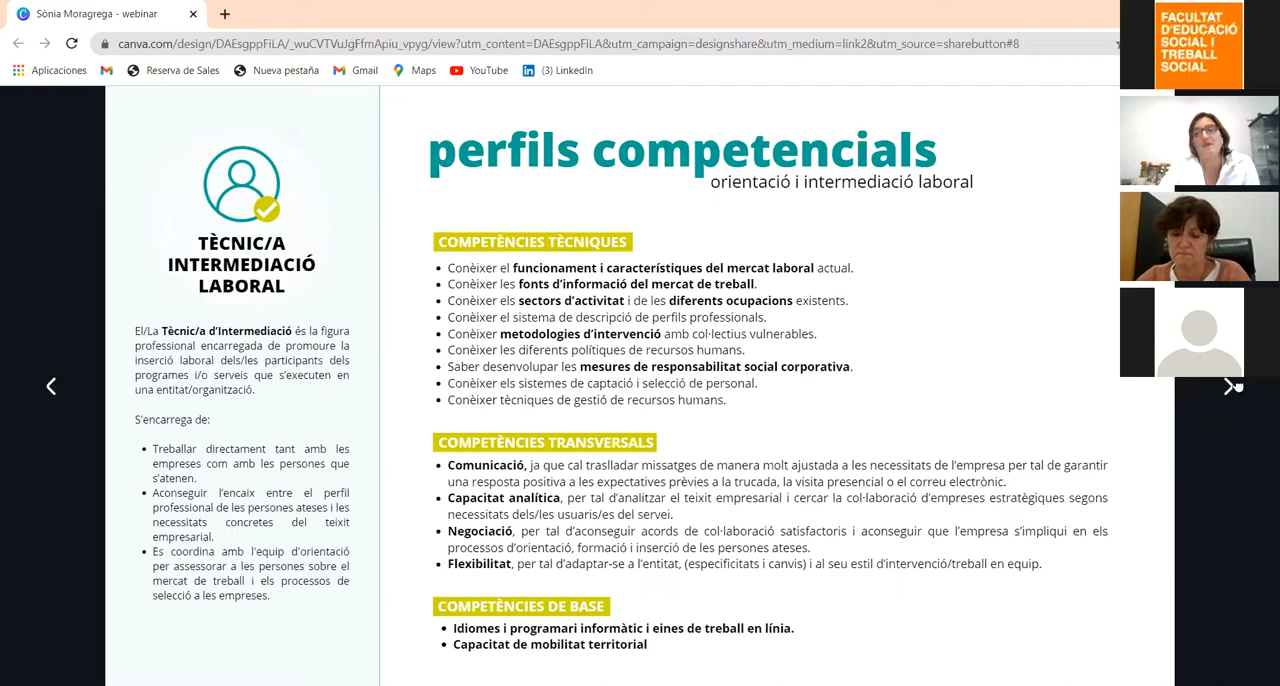 Sònia Moragrega - webinar
canva.com/design/DAEsgppFiLA/_wuCVTVuJgFfmApiu_vpyg/view?utm_content=DAEsgppFiLA&utm_campaign=designshare&utm_medium=link2&utm_source=sharebutton#8
Aplicaciones
Reserva de Sales
Nueva pestaña
Gmail
Maps
YouTube
(3) LinkedIn
FACULTAT
D'EDUCACIÓ
SOCIAL I
TREBALL
SOCIAL
TÈCNIC/A
INTERMEDIACIÓ
LABORAL
El/La Tècnic/a d'Intermediació és la figura
professional encarregada de promoure la
inserció laboral dels/les participants dels
programes i/o serveis que s'executen en
una entitat/organització.
S'encarrega de:
Treballar directament tant amb les
empreses com amb les persones que
s'atenen.
Aconseguir l'encaix entre el perfil
professional de les persones ateses i les
necessitats concretes del teixit
empresarial.
Es coordina amb l'equip d'orientació
per assessorar a les persones sobre el
mercat de treball i els processos de
selecció a les empreses.
perfils competencials
orientació i intermediació laboral
COMPETÈNCIES TÈCNIQUES
Conèixer el funcionament i característiques del mercat laboral actual.
Conèixer les fonts d'informació del mercat de treball.
Conèixer els sectors d'activitat i de les diferents ocupacions existents.
Conèixer el sistema de descripció de perfils professionals.
Conèixer metodologies d'intervenció amb col·lectius vulnerables.
Conèixer les diferents polítiques de recursos humans.
Saber desenvolupar les mesures de responsabilitat social corporativa.
Conèixer els sistemes de captació i selecció de personal.
Conèixer tècniques de gestió de recursos humans.
COMPETÈNCIES TRANSVERSALS
Comunicació, ja que cal traslladar missatges de manera molt ajustada a les necessitats de l'empresa per tal de garantir
una resposta positiva a les expectatives prèvies a la trucada, la visita presencial o el correu electrònic.
Capacitat analítica, per tal d'analitzar el teixit empresarial i cercar la col·laboració d'empreses estratègiques segons
necessitats dels/les usuaris/es del servei.
Negociació, per tal d'aconseguir acords de col·laboració satisfactoris i aconseguir que l'empresa s'impliqui en els
processos d'orientació, formació i inserció de les persones ateses.
Flexibilitat, per tal d'adaptar-se a l'entitat, (especificitats i canvis) i al seu estil d'intervenció/treball en equip.
COMPETÈNCIES DE BASE
Idiomes i programari informàtic i eines de treball en línia.
Capacitat de mobilitat territorial